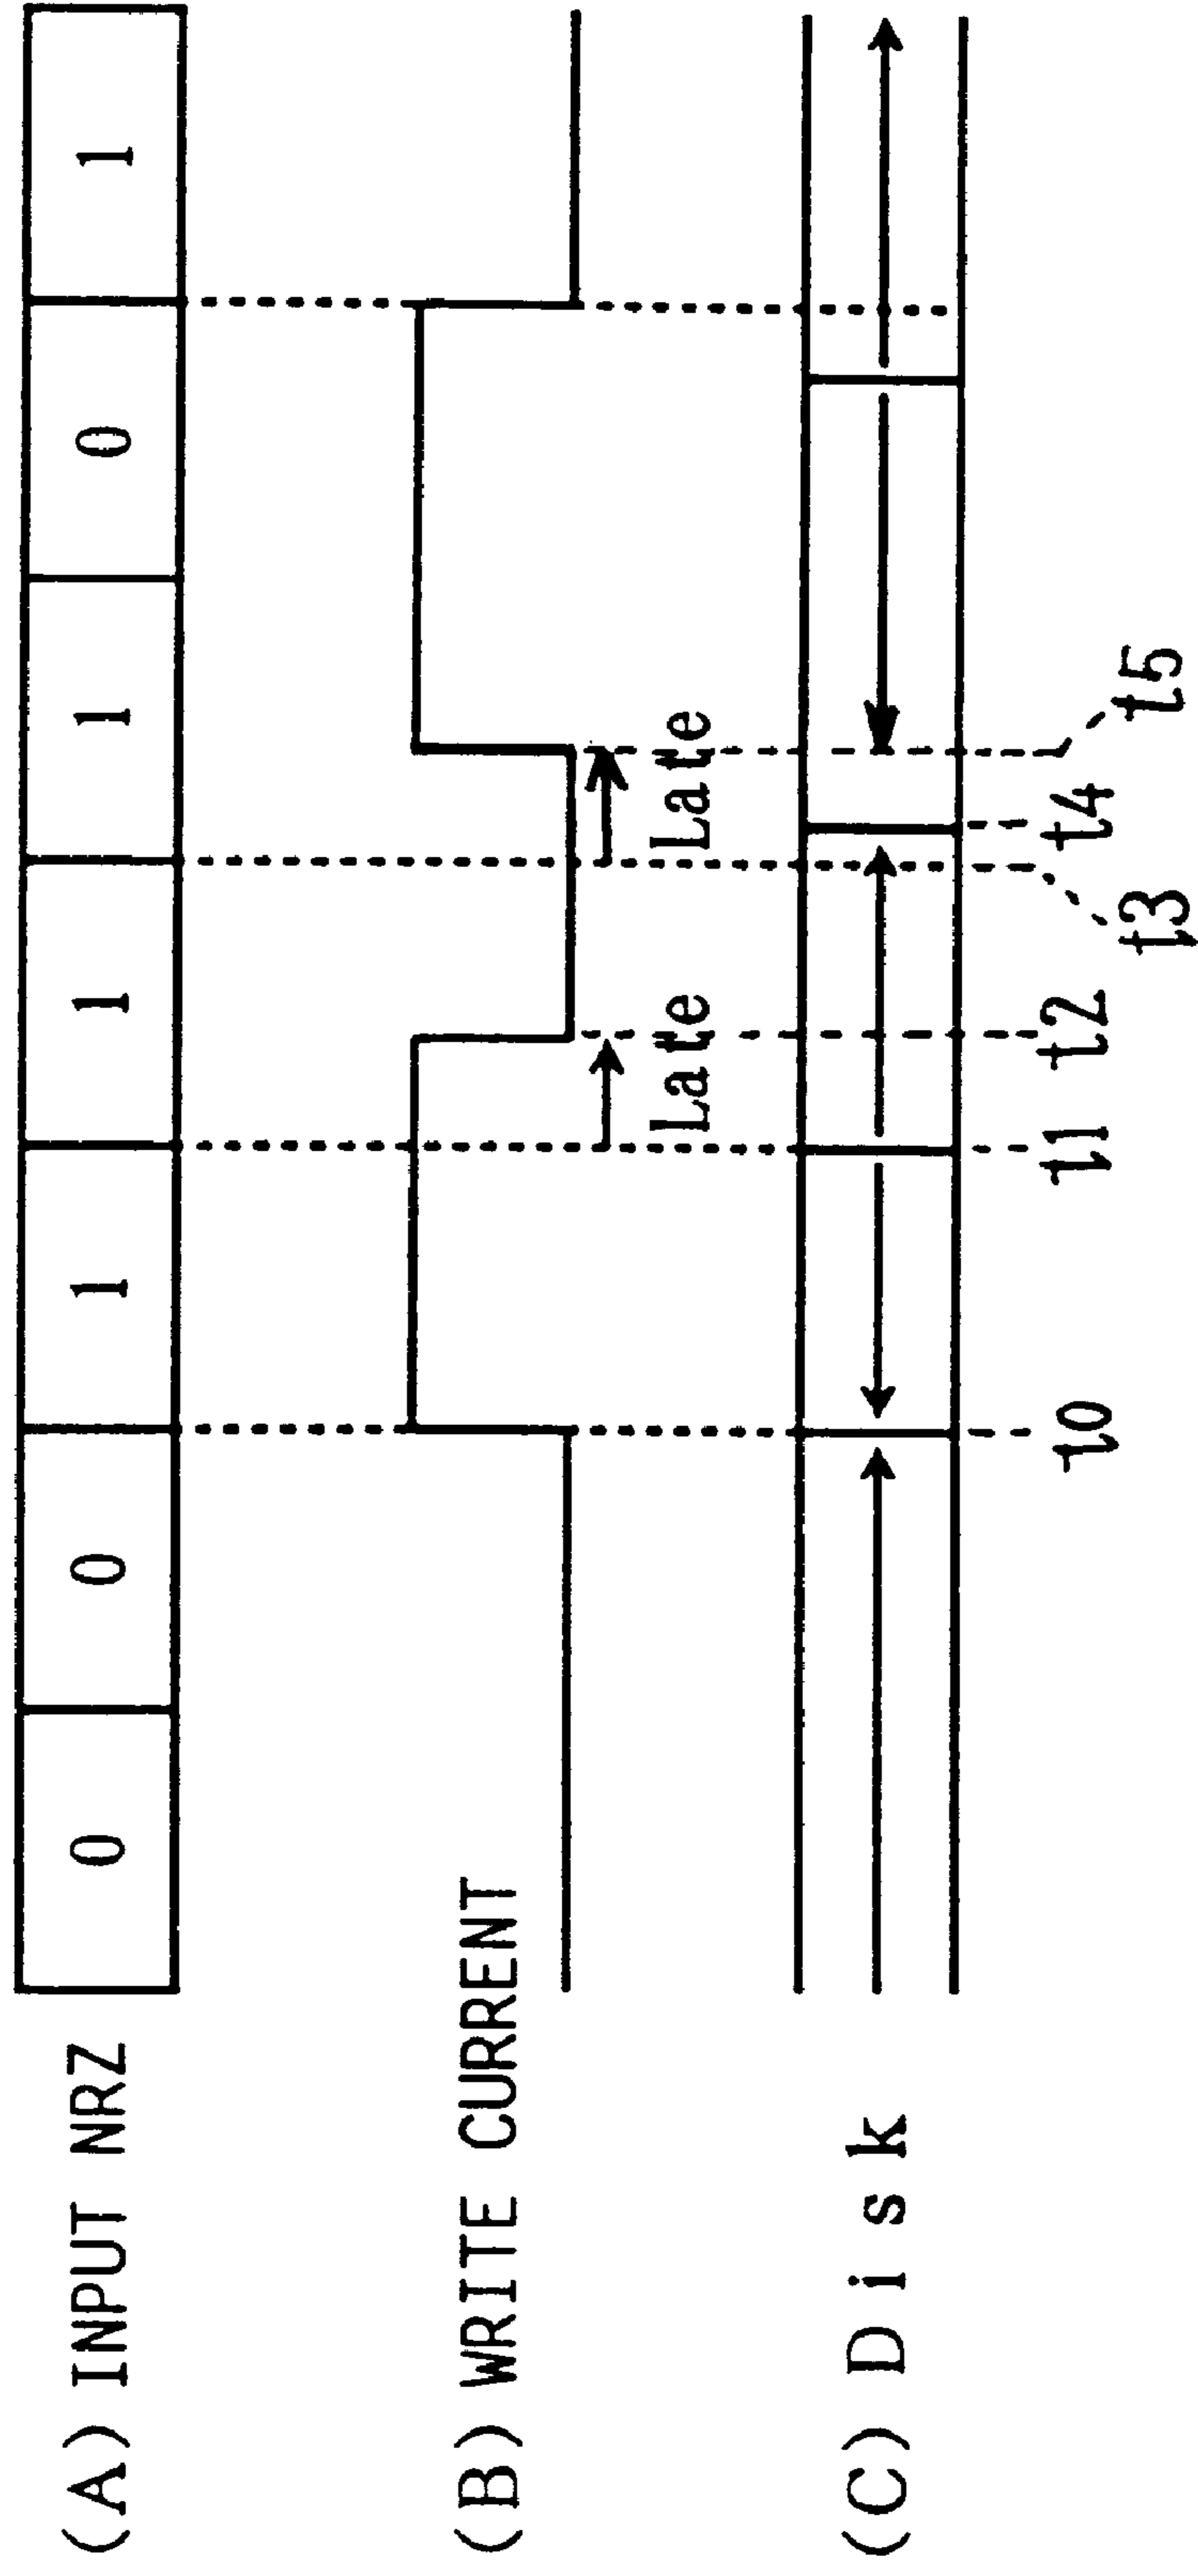 (A) INPUT NRZ 0 0 1 1 1 0 1
(B) WRITE CURRENT
Late Late
(C) Disk
t0 t1 t2 t3 t4 t5